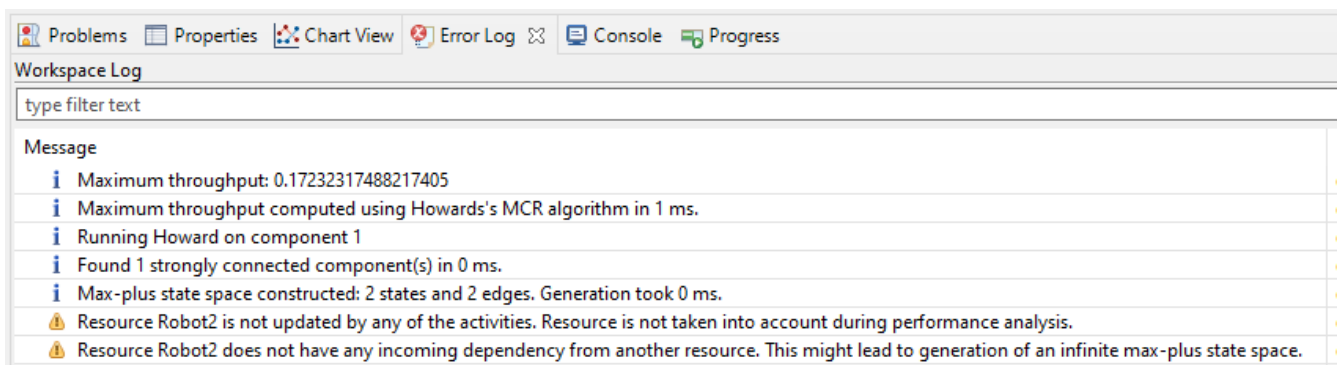 Problems Properties Chart View Error Log Console Progress
Workspace Log
type filter text
Message
Maximum throughput: 0.17232317488217405
Maximum throughput computed using Howards's MCR algorithm in 1 ms.
Running Howard on component 1
Found 1 strongly connected component(s) in 0 ms.
Max-plus state space constructed: 2 states and 2 edges. Generation took 0 ms.
Resource Robot2 is not updated by any of the activities. Resource is not taken into account during performance analysis.
Resource Robot2 does not have any incoming dependency from another resource. This might lead to generation of an infinite max-plus state space.